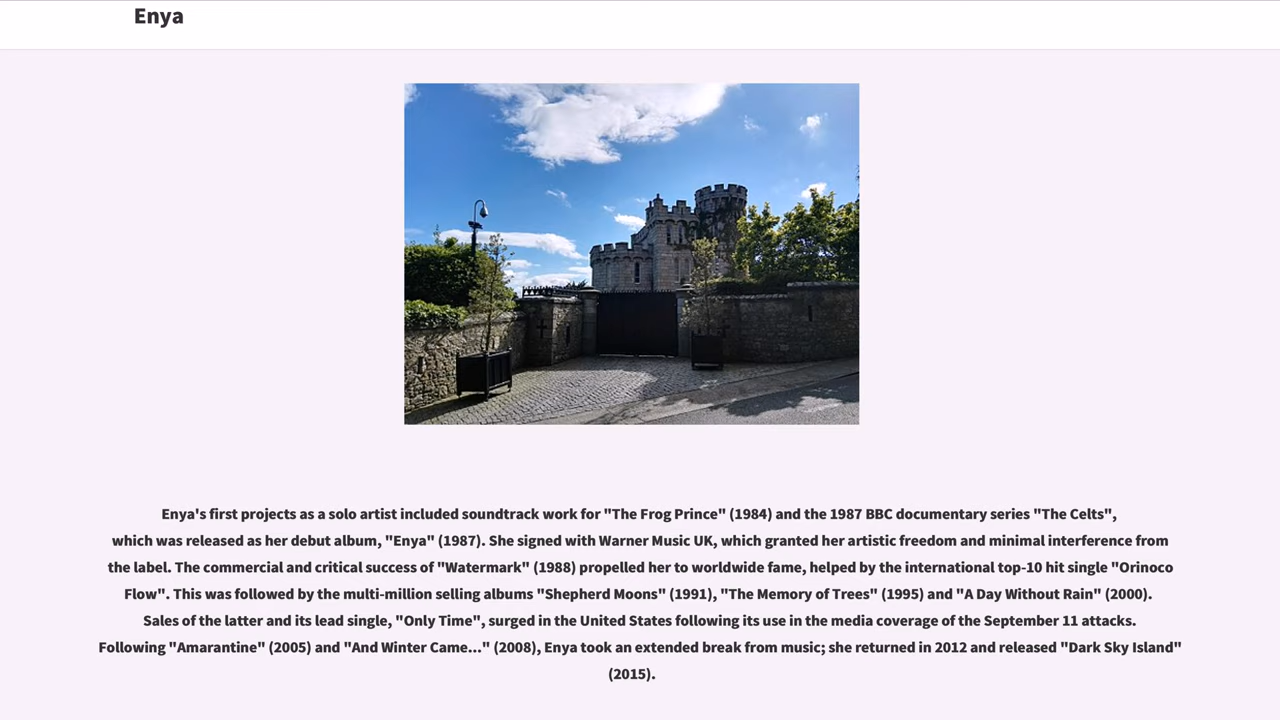 Enya
Enya's first projects as a solo artist included soundtrack work for "The Frog Prince" (1984) and the 1987 BBC documentary series "The Celts",
which was released as her debut album, "Enya" (1987). She signed with Warner Music UK, which granted her artistic freedom and minimal interference from
the label. The commercial and critical success of "Watermark" (1988) propelled her to worldwide fame, helped by the international top-10 hit single "Orinoco
Flow". This was followed by the multi-million selling albums "Shepherd Moons" (1991), "The Memory of Trees" (1995) and "A Day Without Rain" (2000).
Sales of the latter and its lead single, "Only Time", surged in the United States following its use in the media coverage of the September 11 attacks.
Following "Amarantine" (2005) and "And Winter Came..." (2008), Enya took an extended break from music; she returned in 2012 and released "Dark Sky Island"
(2015).